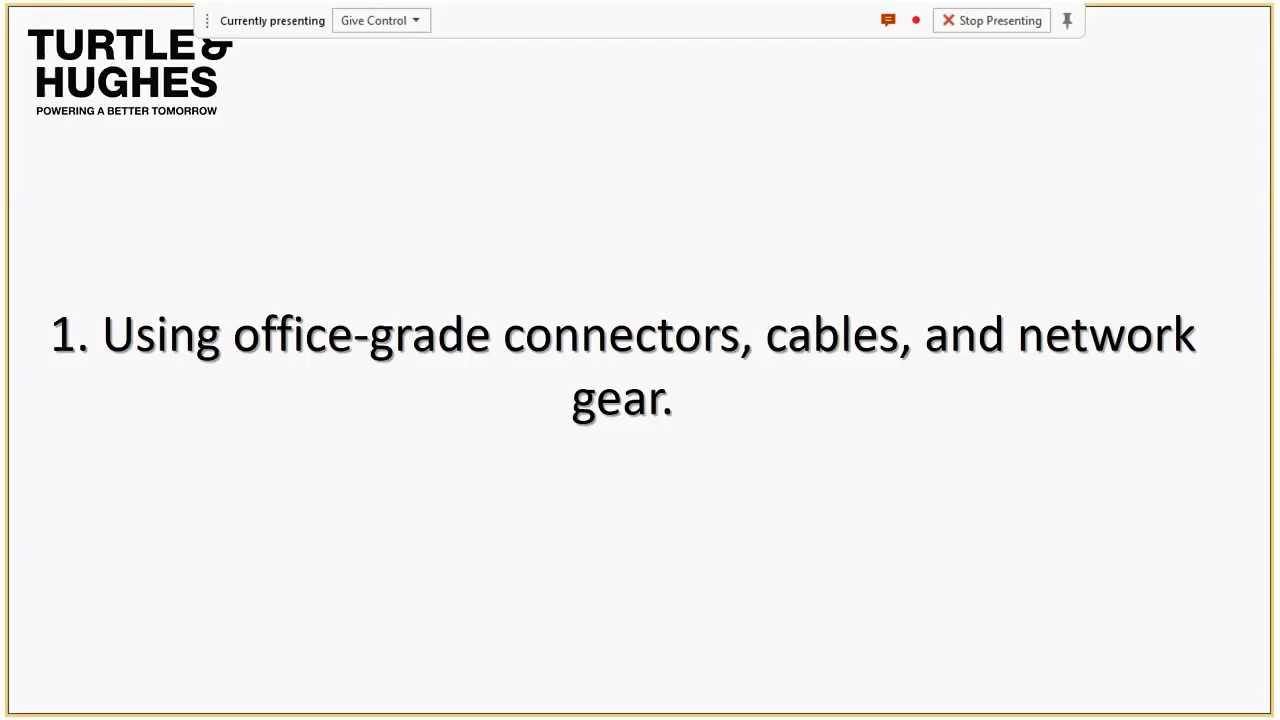 Currently presenting Give Control Stop Presenting
TURTLE &
HUGHES
POWERING A BETTER TOMORROW
1. Using office-grade connectors, cables, and network
gear.